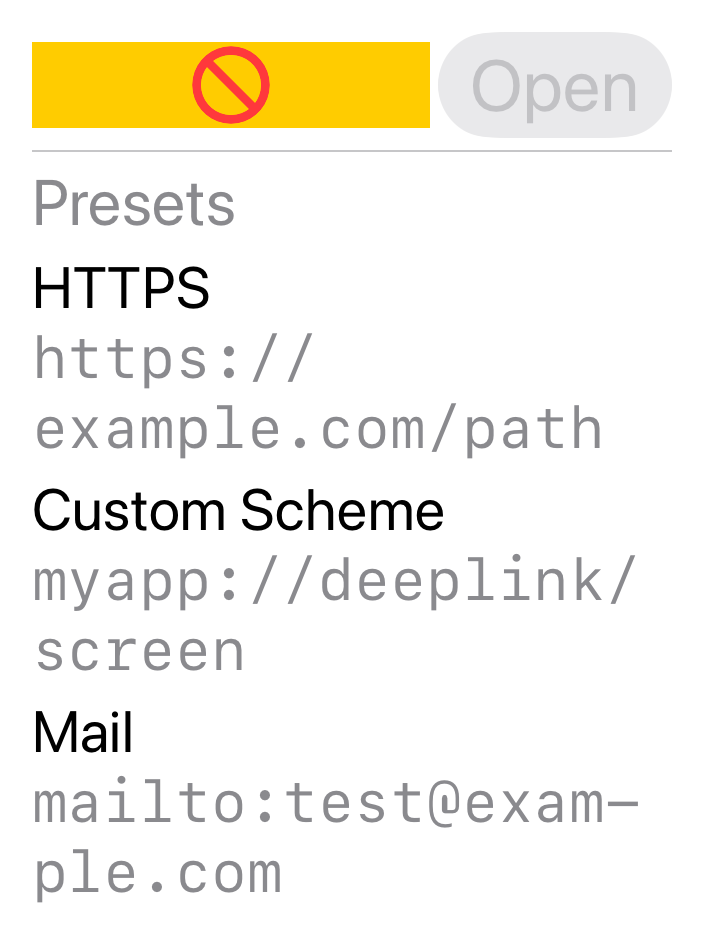 Open
Presets
HTTPS
https://
example.com/path
Custom Scheme
myapp://deeplink/
screen
Mail
mailto:test@exam-
ple.com